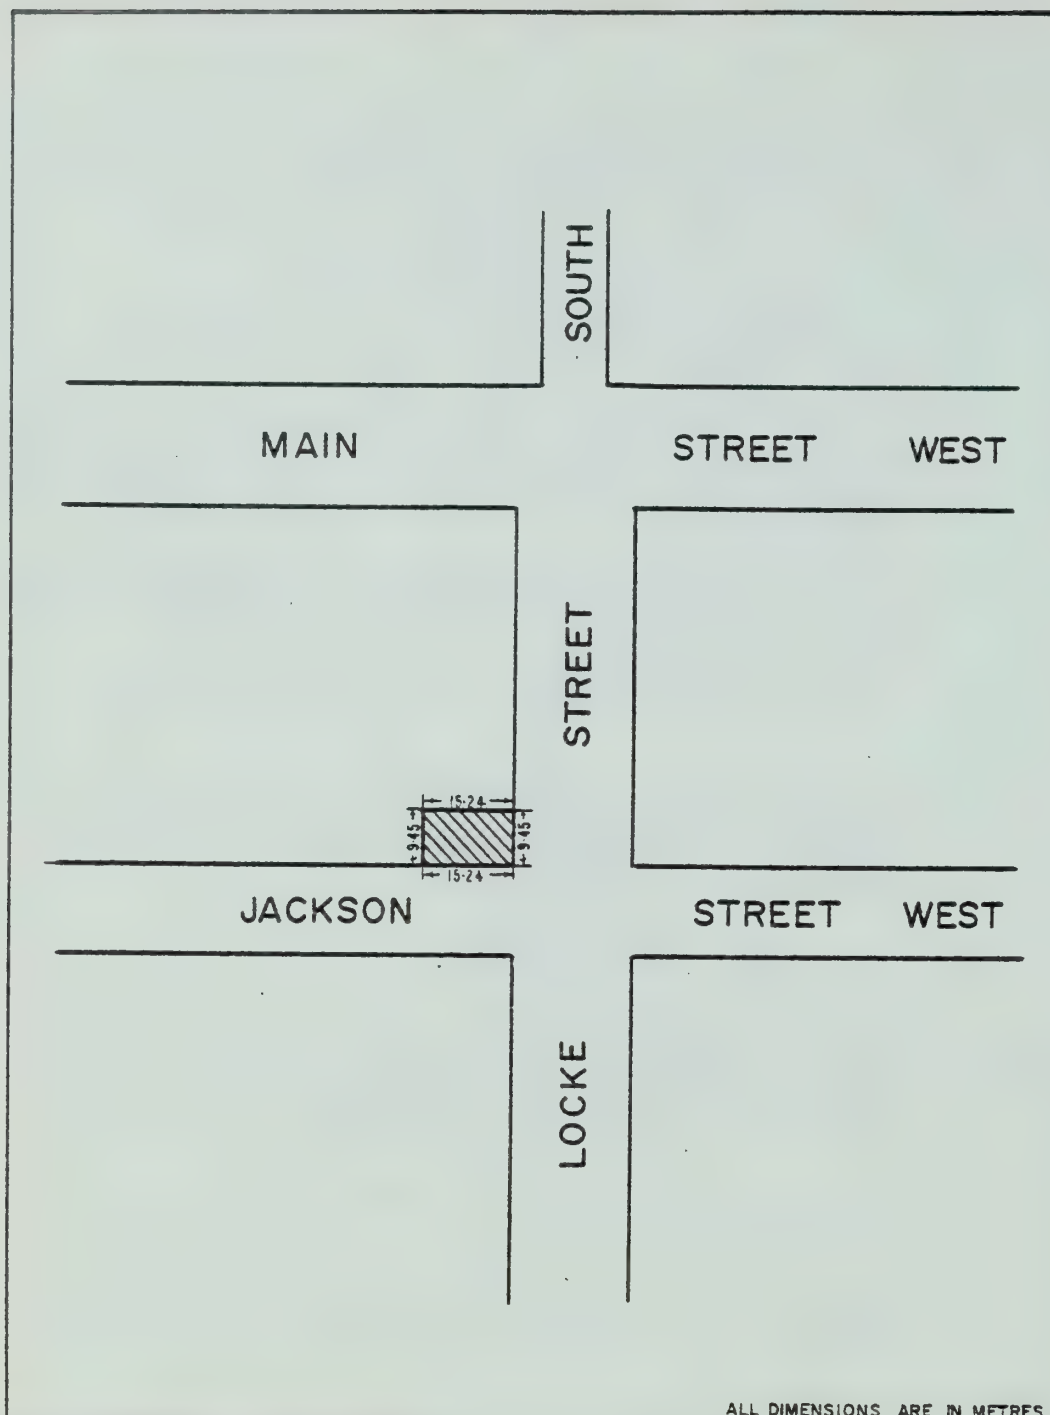 SOUTH
MAIN STREET WEST
STREET
15·24
9·45 9·45
15·24
JACKSON STREET WEST
LOCKE
ALL DIMENSIONS ARE IN METRES